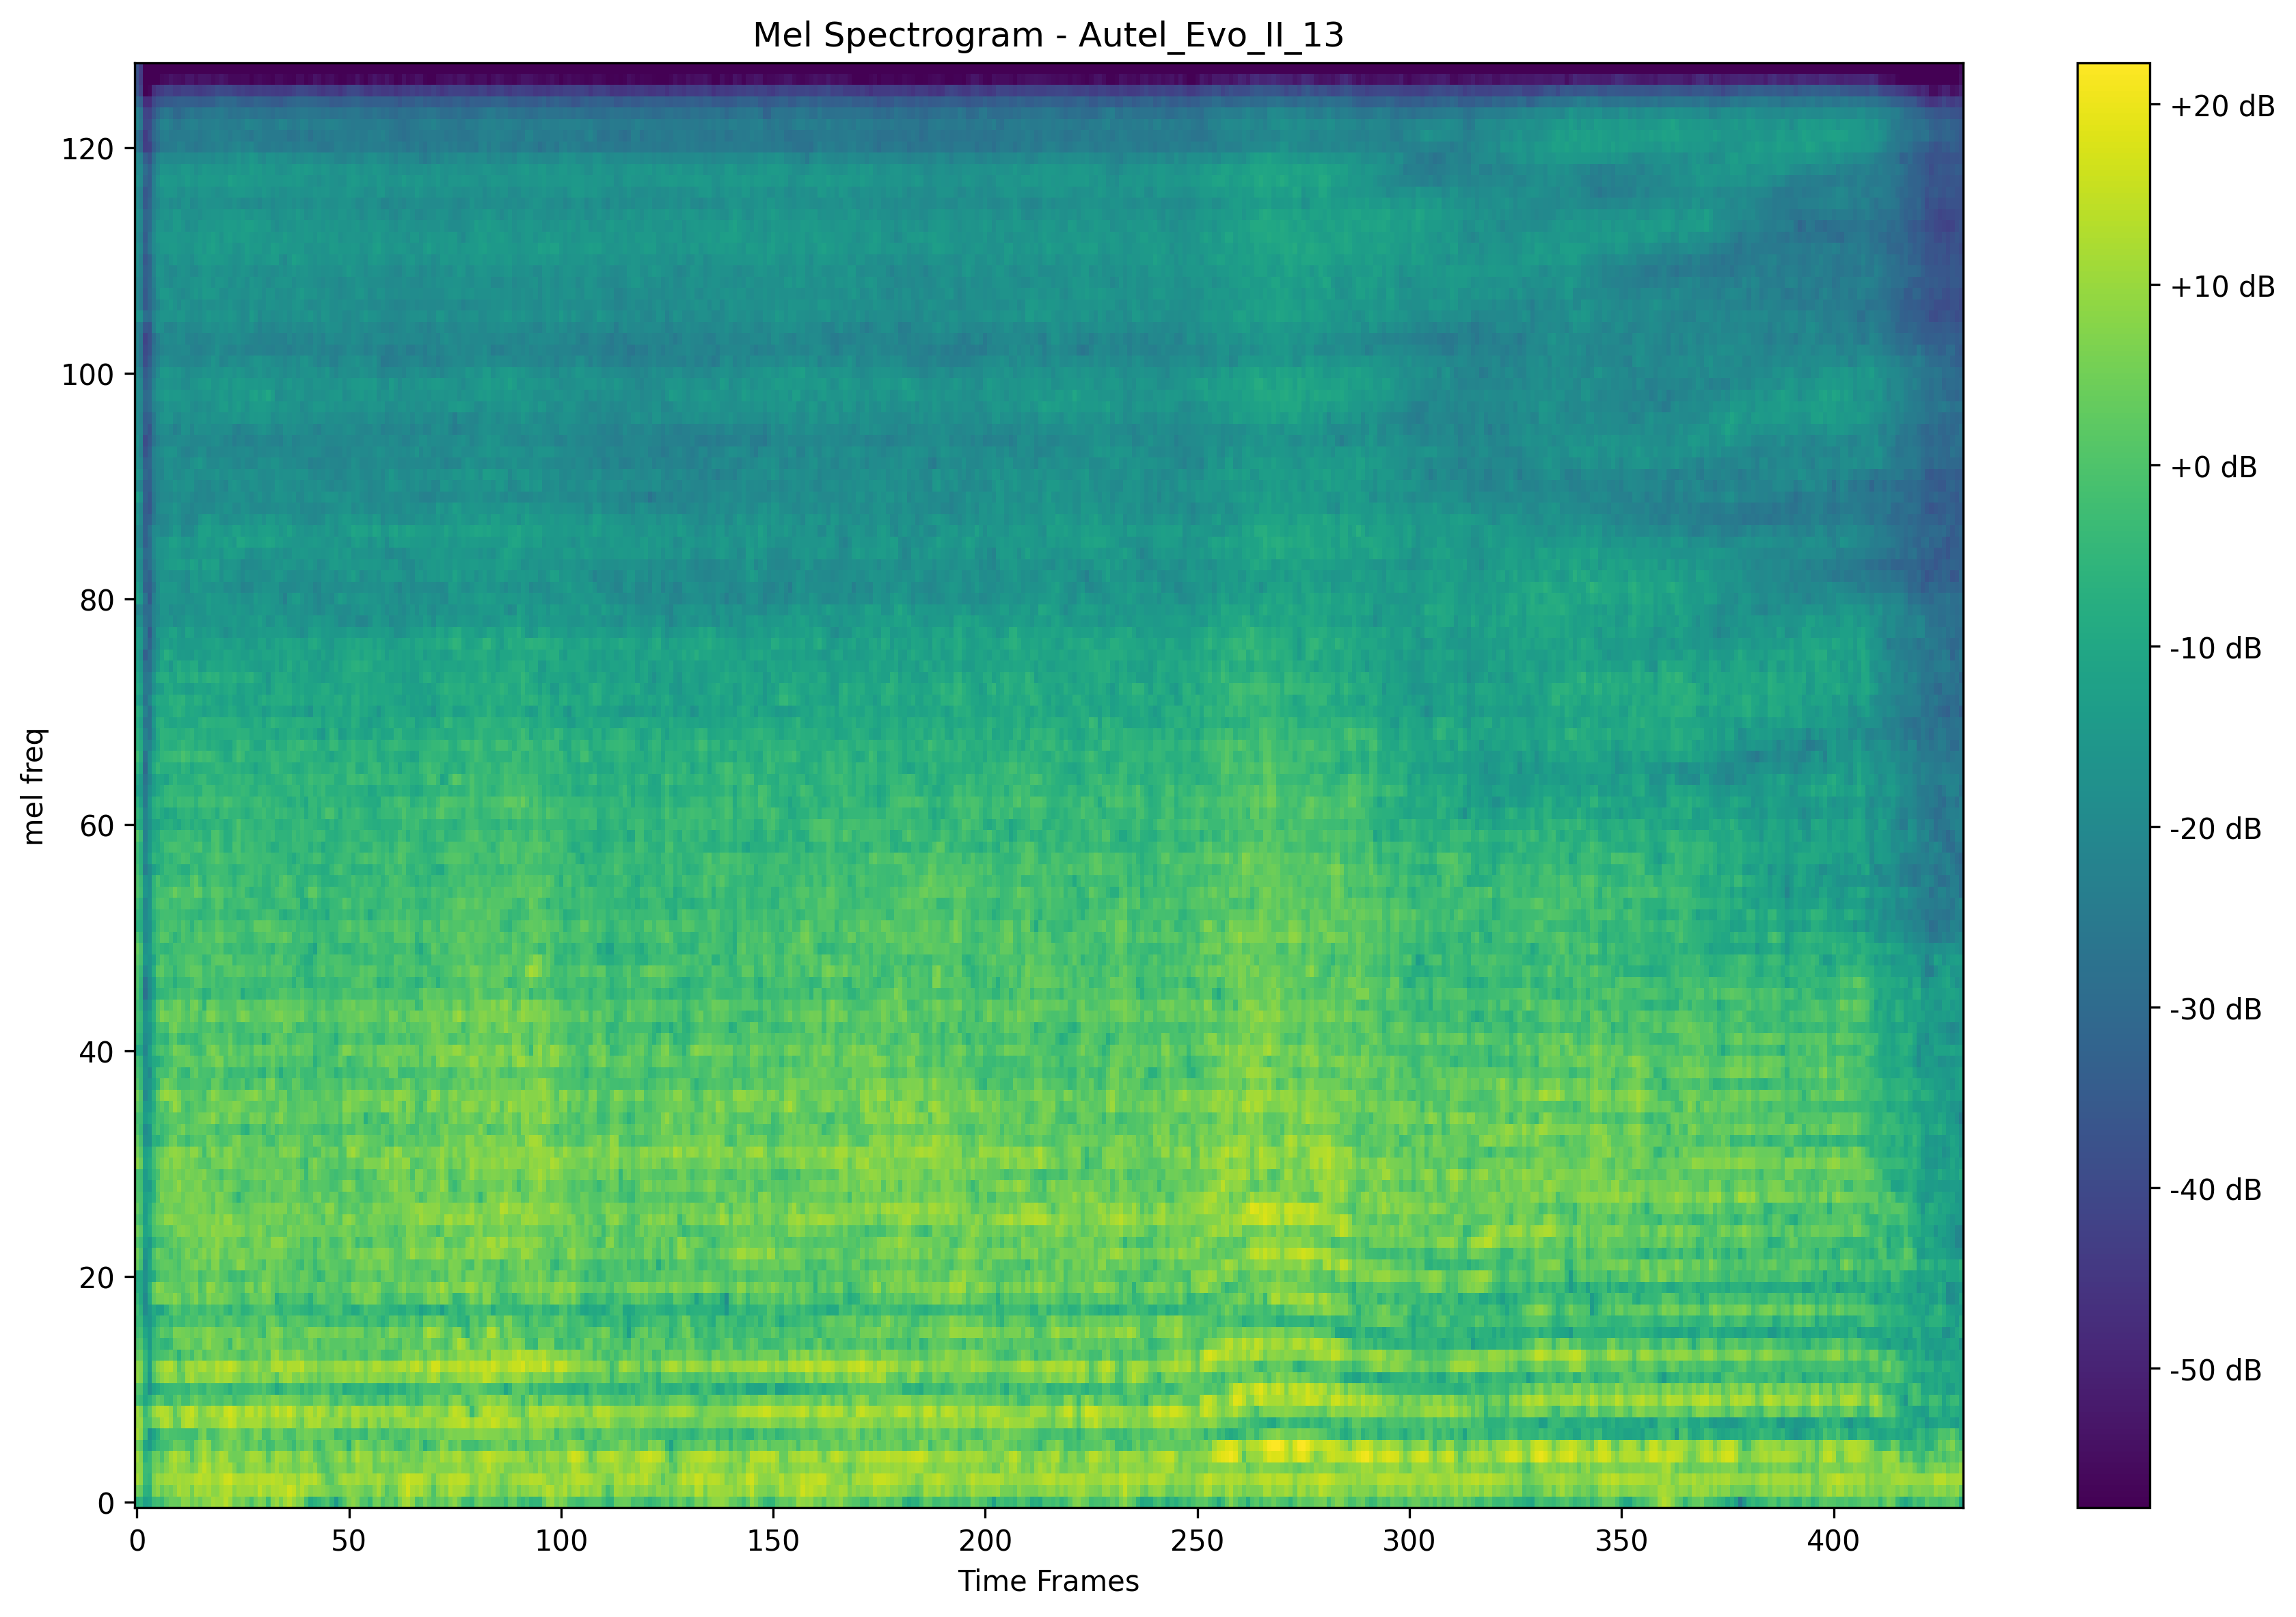 Mel Spectrogram - Autel_Evo_II_13
mel freq
120
100
80
60
40
20
0
0 50 100 150 200 250 300 350 400
Time Frames
+20 dB
+10 dB
+0 dB
-10 dB
-20 dB
-30 dB
-40 dB
-50 dB